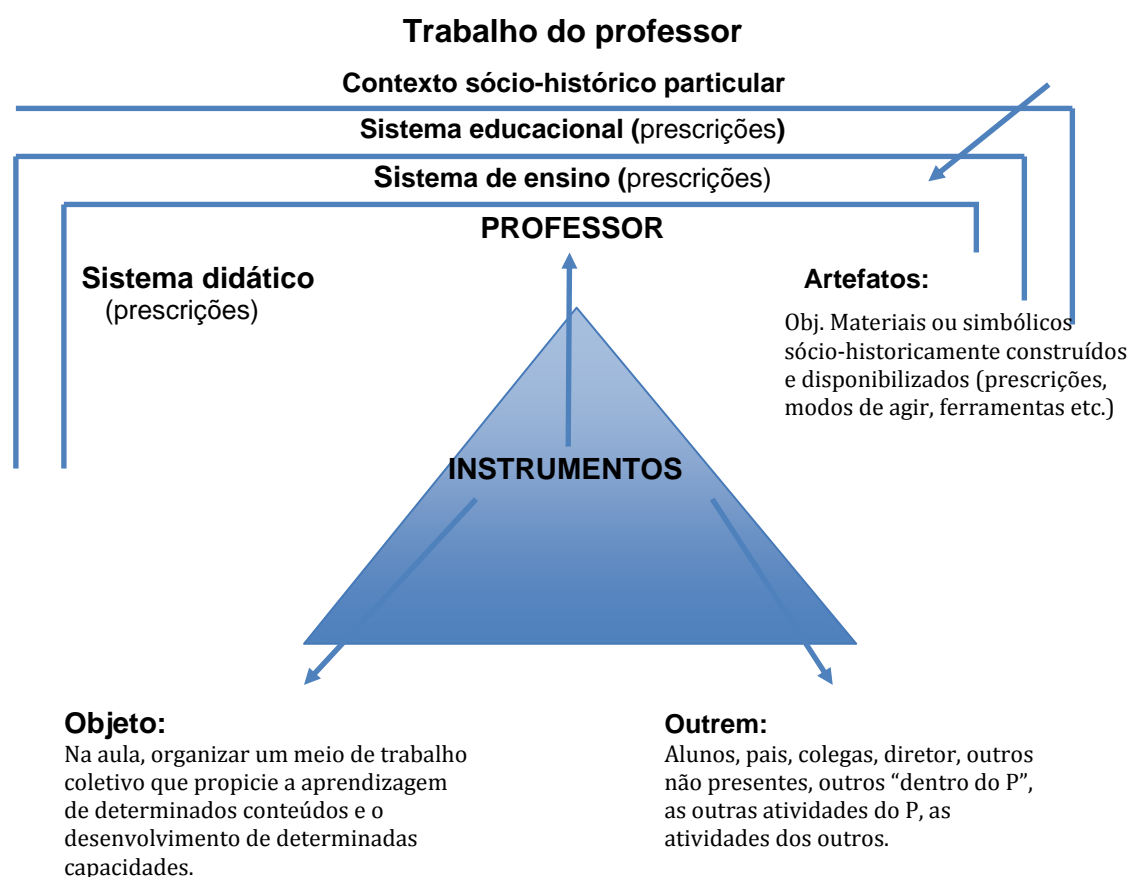 Trabalho do professor
Contexto sócio-histórico particular
Sistema educacional (prescrições)
Sistema de ensino (prescrições)
PROFESSOR
Sistema didático
(prescrições)
Artefatos:
Obj. Materiais ou simbólicos
sócio-historicamente construídos
e disponibilizados (prescrições,
modos de agir, ferramentas etc.)
INSTRUMENTOS
Objeto:
Na aula, organizar um meio de trabalho
coletivo que propicie a aprendizagem
de determinados conteúdos e o
desenvolvimento de determinadas
capacidades.
Outrem:
Alunos, pais, colegas, diretor, outros
não presentes, outros “dentro do P”,
as outras atividades do P, as
atividades dos outros.